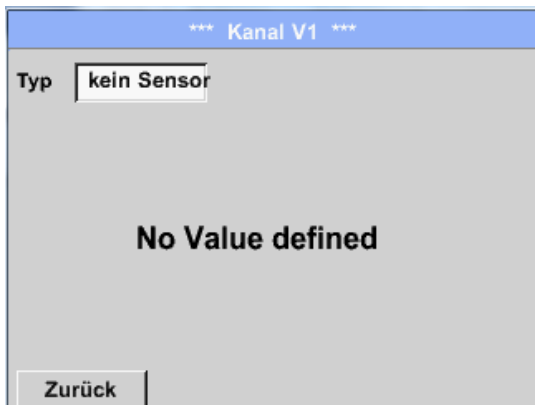 *** Kanal V1 ***
Typ kein Sensor
No Value defined
Zurück